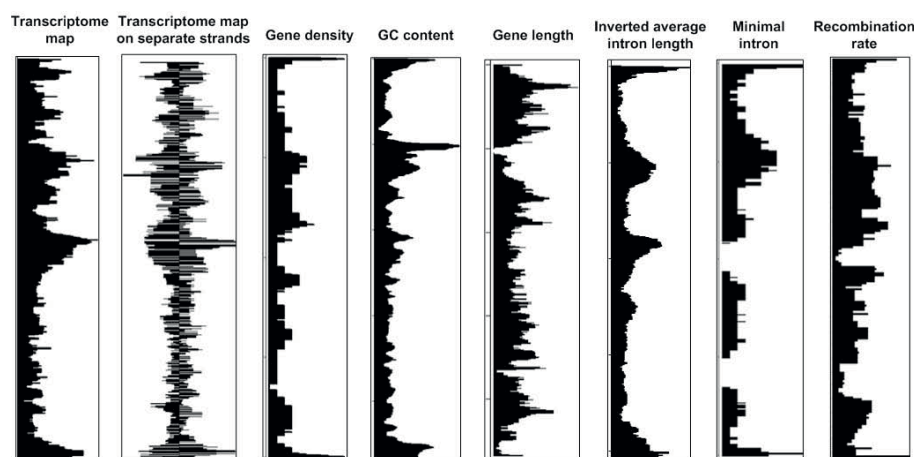 Transcriptome
map
Transcriptome map
on separate strands
Gene density
GC content
Gene length
Inverted average
intron length
Minimal
intron
Recombination
rate